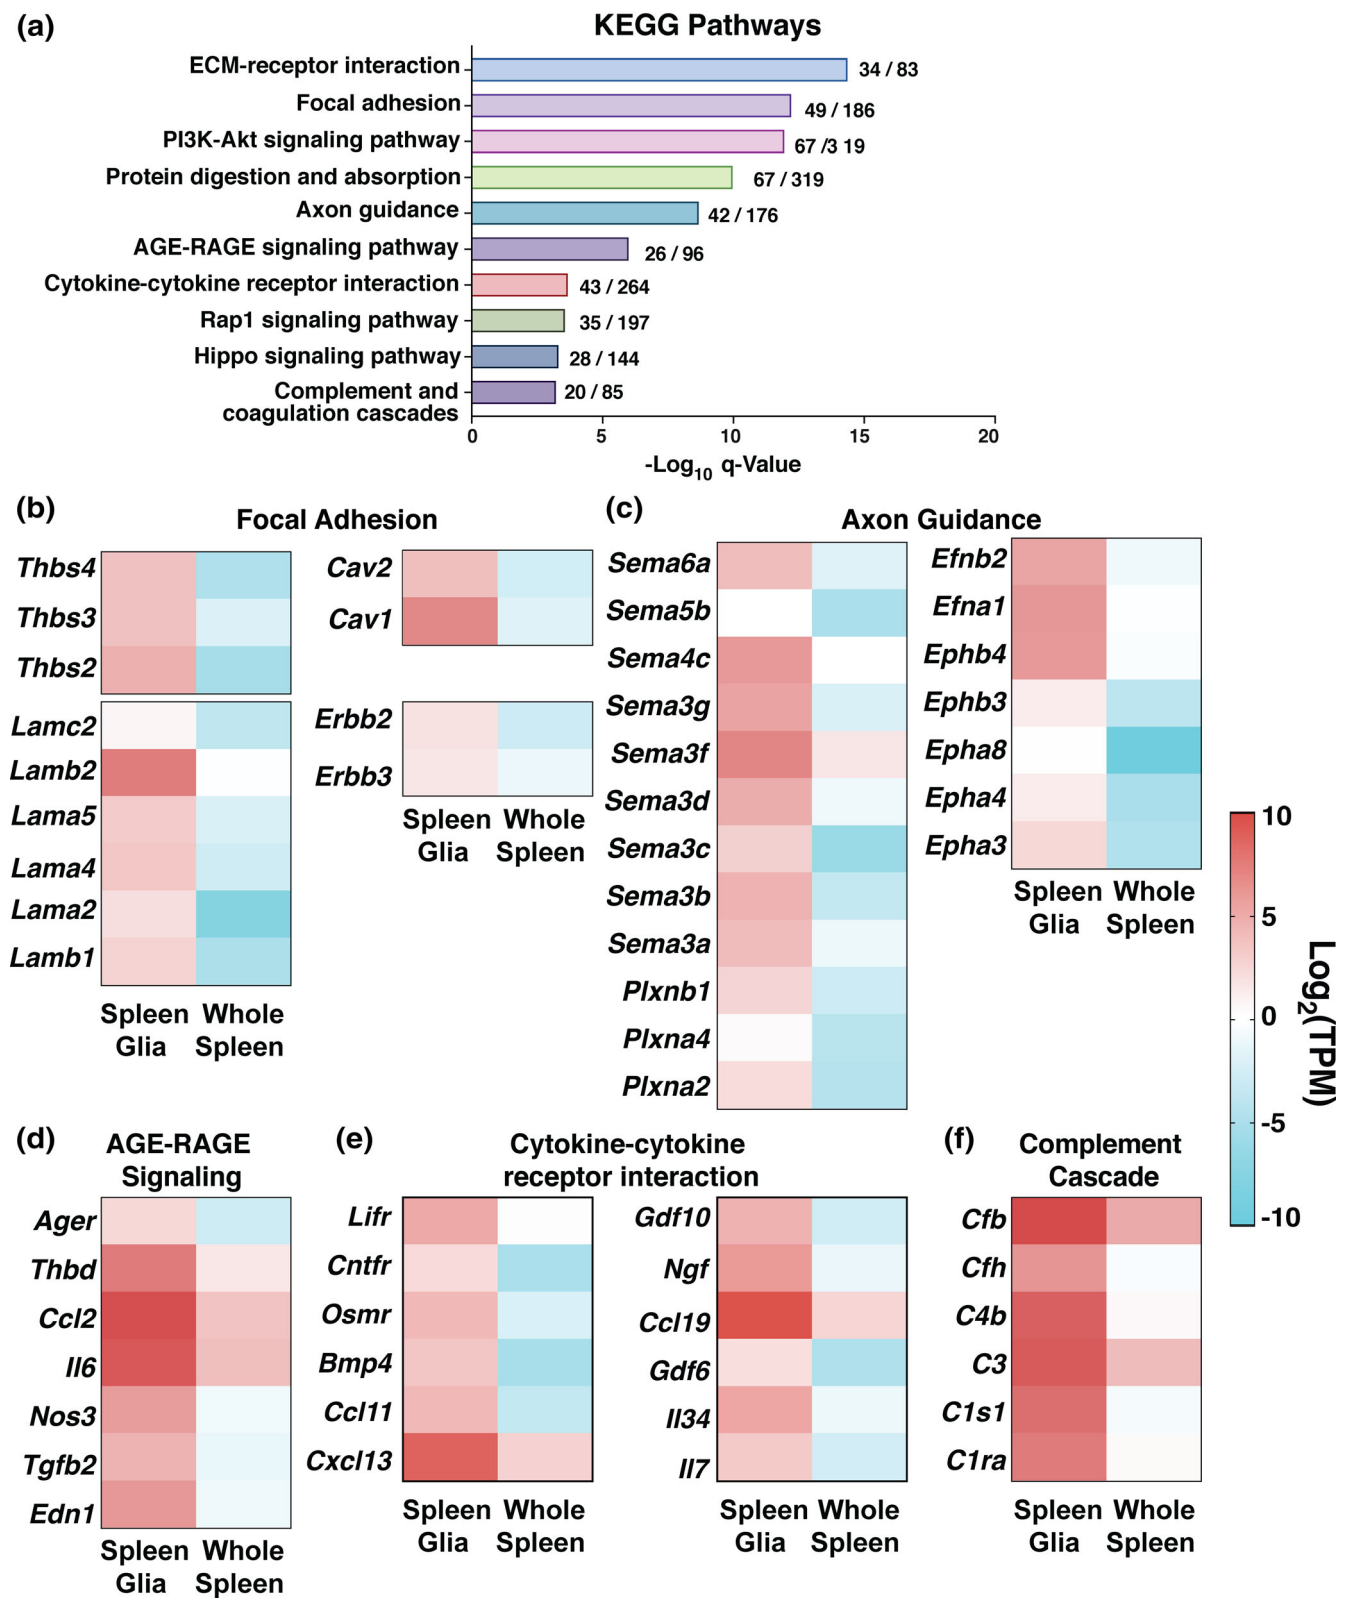 (a)
KEGG Pathways
ECM-receptor interaction
34 / 83
Focal adhesion
49 / 186
PI3K-Akt signaling pathway
67 /3 19
Protein digestion and absorption
67 / 319
Axon guidance
42 / 176
AGE-RAGE signaling pathway
26 / 96
Cytokine-cytokine receptor interaction
43 / 264
Rap1 signaling pathway
35 / 197
Hippo signaling pathway
28 / 144
Complement and
coagulation cascades
20 / 85
0 5 10 15 20
-Log10 q-Value
(b)
Focal Adhesion
Thbs4
Thbs3
Thbs2
Lamc2
Lamb2
Lama5
Lama4
Lama2
Lamb1
Spleen Whole
Glia Spleen
Cav2
Cav1
Erbb2
Erbb3
Spleen Whole
Glia Spleen
(c)
Axon Guidance
Sema6a
Sema5b
Sema4c
Sema3g
Sema3f
Sema3d
Sema3c
Sema3b
Sema3a
Plxnb1
Plxna4
Plxna2
Efnb2
Efna1
Ephb4
Ephb3
Epha8
Epha4
Epha3
Spleen Whole
Glia Spleen
10
5
0
-5
-10
Log2(TPM)
(d)
AGE-RAGE
Signaling
Ager
Thbd
Ccl2
Il6
Nos3
Tgfb2
Edn1
Spleen Whole
Glia Spleen
(e)
Cytokine-cytokine
receptor interaction
Lifr
Cntfr
Osmr
Bmp4
Ccl11
Cxcl13
Spleen Whole
Glia Spleen
Gdf10
Ngf
Ccl19
Gdf6
Il34
Il7
Spleen Whole
Glia Spleen
(f)
Complement
Cascade
Cfb
Cfh
C4b
C3
C1s1
C1ra
Spleen Whole
Glia Spleen